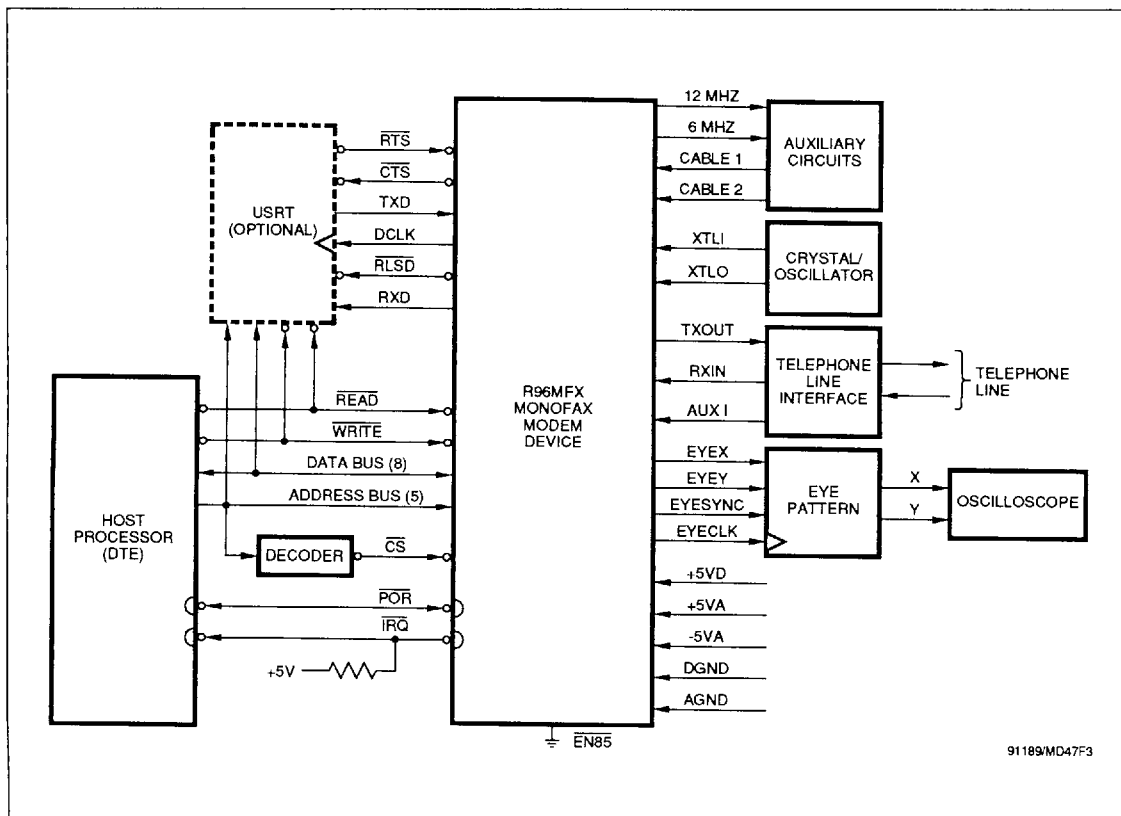 12 MHZ
6 MHZ
CABLE 1
CABLE 2
AUXILIARY
CIRCUITS
RTS
CTS
TXD
DCLK
RLSD
RXD
USRT
(OPTIONAL)
XTLI
XTLO
CRYSTAL/
OSCILLATOR
TXOUT
RXIN
AUX I
TELEPHONE
LINE
INTERFACE
TELEPHONE
LINE
R96MFX
MONOFAX
MODEM
DEVICE
READ
WRITE
DATA BUS (8)
ADDRESS BUS (5)
HOST
PROCESSOR
(DTE)
DECODER
CS
POR
IRQ
+5V
EYEX
EYEY
EYESYNC
EYECLK
EYE
PATTERN
X
Y
OSCILLOSCOPE
+5VD
+5VA
-5VA
DGND
AGND
EN85
91189/MD47F3